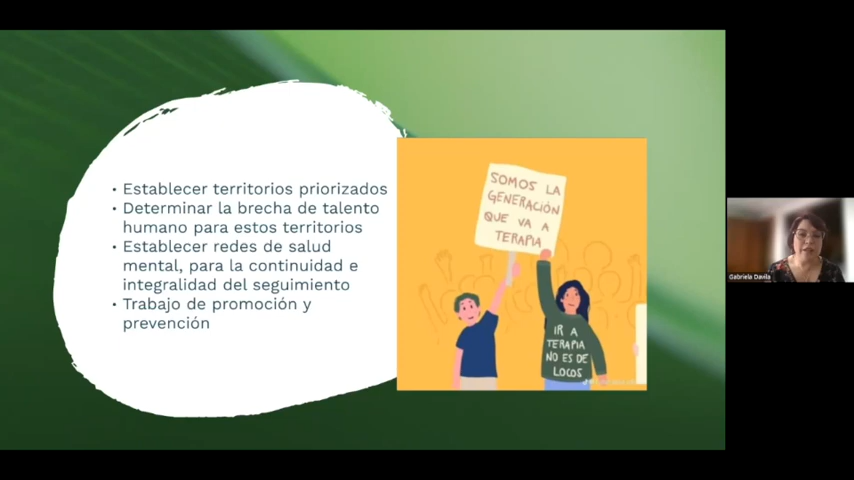 • Establecer territorios priorizados
• Determinar la brecha de talento
humano para estos territorios
• Establecer redes de salud
mental, para la continuidad e
integralidad del seguimiento
• Trabajo de promoción y
prevención
SOMOS LA
GENERACIÓN
QUE VA A
TERAPIA
IR A
TERAPIA
NO ES DE
LOCOS
Gabriela Davila